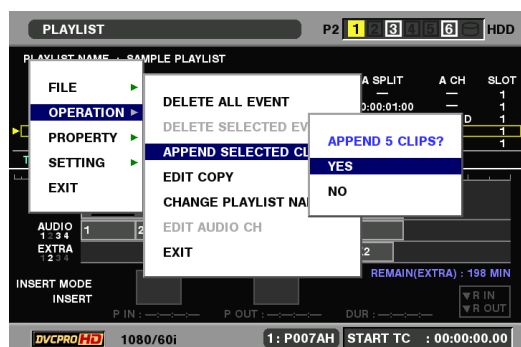 PLAYLIST P2 1 2 3 4 5 6 HDD
PLAYLIST NAME : SAMPLE PLAYLIST
A SPLIT A CH SLOT
— — 1
0:00:01:00 — 1
D 1
1
1
FILE
OPERATION
PROPERTY
SETTING
EXIT
DELETE ALL EVENT
DELETE SELECTED EV
APPEND SELECTED CL
EDIT COPY
CHANGE PLAYLIST NA
EDIT AUDIO CH
EXIT
APPEND 5 CLIPS?
YES
NO
T
AUDIO 1 2
1 2 3 4
EXTRA .2
1 2 3 4
REMAIN(EXTRA) : 198 MIN
INSERT MODE
INSERT
▼R IN
▼R OUT
P IN : --:--:--:-- P OUT : --:--:--:-- DUR : --:--:--:--
DVCPRO HD 1080/60i 1: P007AH START TC : 00:00:00.00